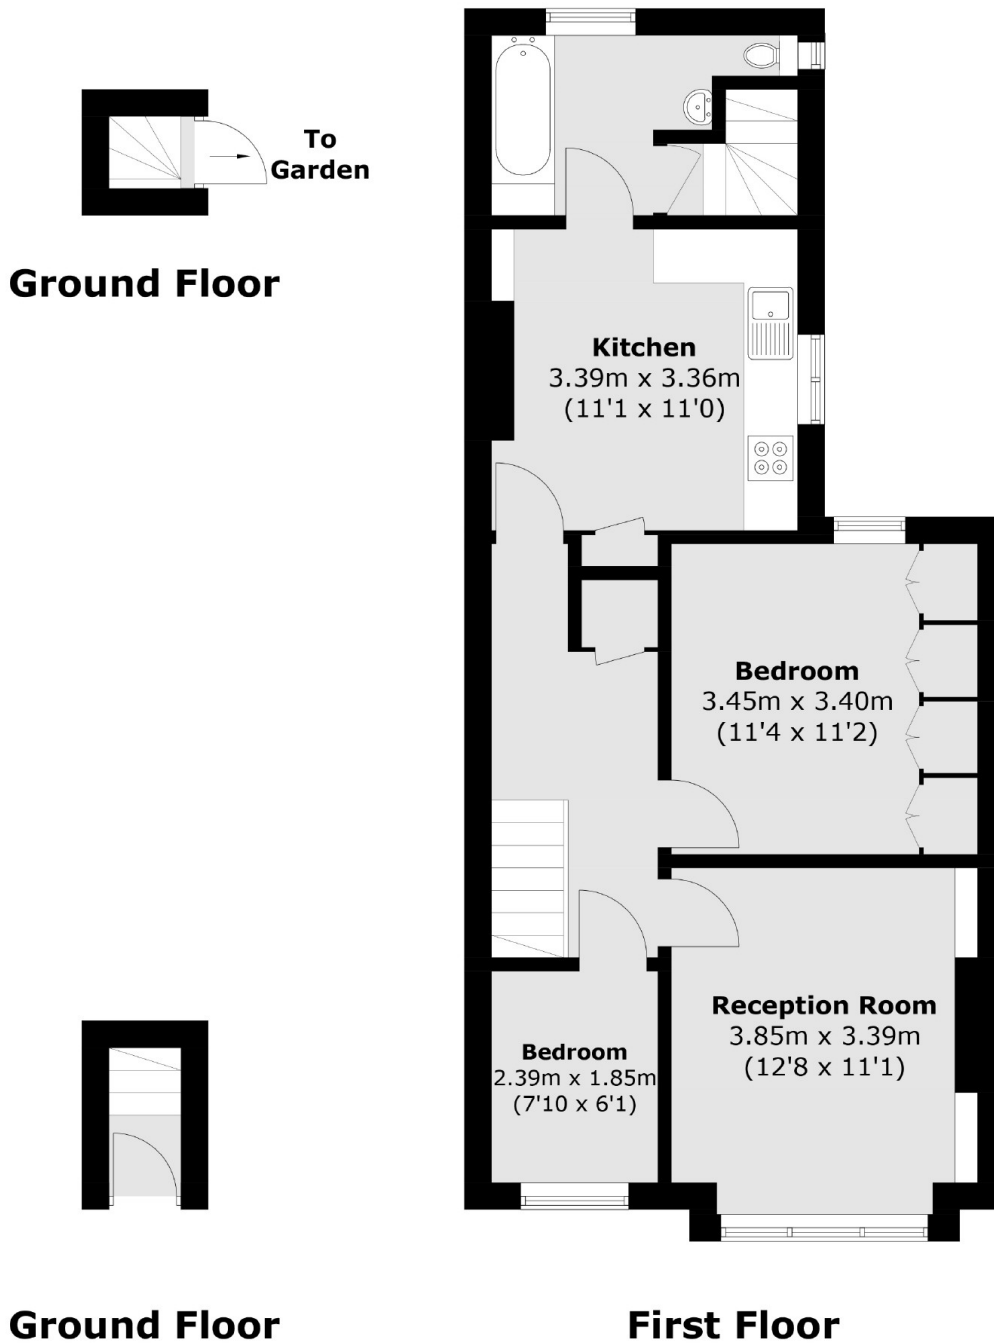 To
Garden
Ground Floor
Kitchen
3.39m x 3.36m
(11'1 x 11'0)
Bedroom
3.45m x 3.40m
(11'4 x 11'2)
Reception Room
3.85m x 3.39m
(12'8 x 11'1)
Bedroom
2.39m x 1.85m
(7'10 x 6'1)
Ground Floor
First Floor